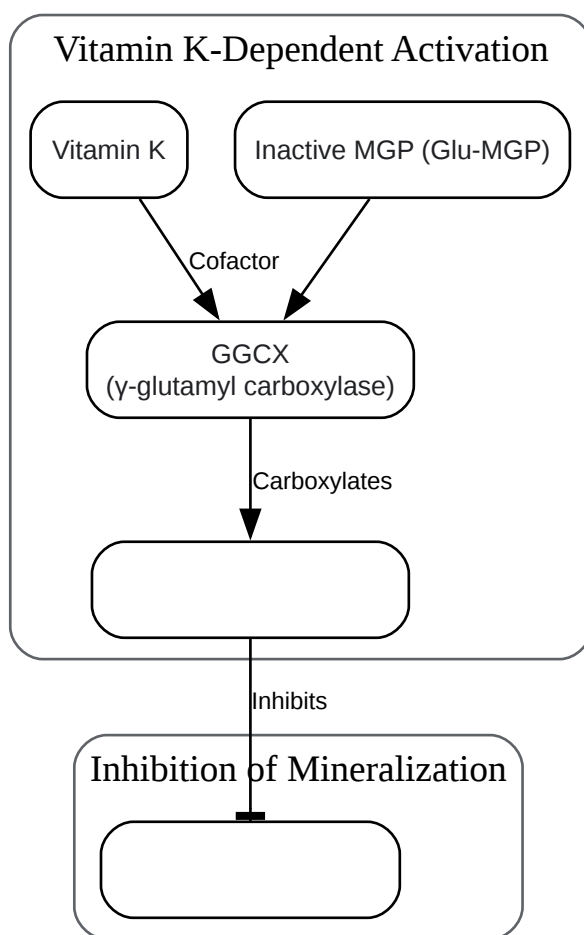 Vitamin K-Dependent Activation
Vitamin K
Inactive MGP (Glu-MGP)
Cofactor
GGCX
(γ-glutamyl carboxylase)
Carboxylates
Inhibits
Inhibition of Mineralization